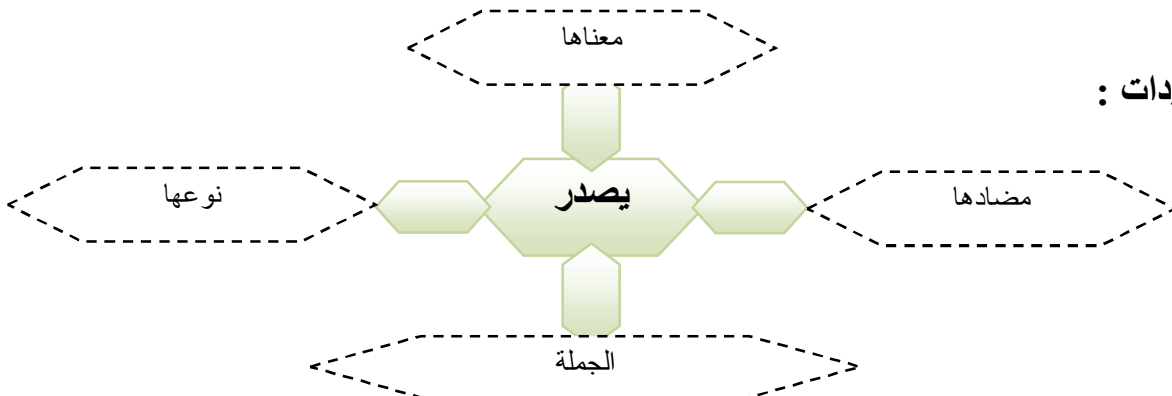 معناها
دات :
مضادها
يصدر
نوعها
الجملة